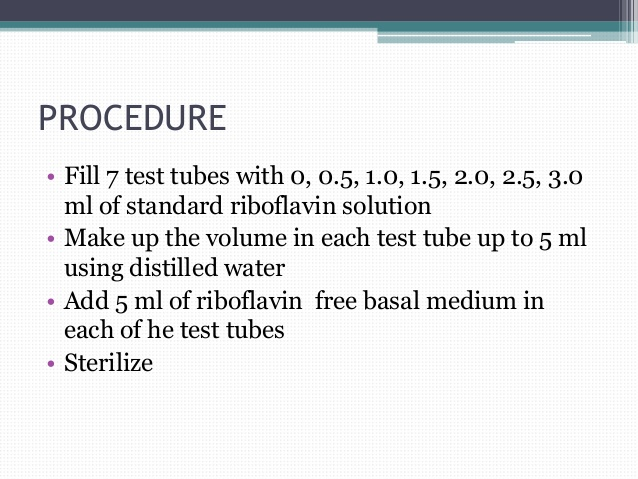 PROCEDURE
• Fill 7 test tubes with 0, 0.5, 1.0, 1.5, 2.0, 2.5, 3.0
ml of standard riboflavin solution
• Make up the volume in each test tube up to 5 ml
using distilled water
• Add 5 ml of riboflavin  free basal medium in
each of he test tubes
• Sterilize